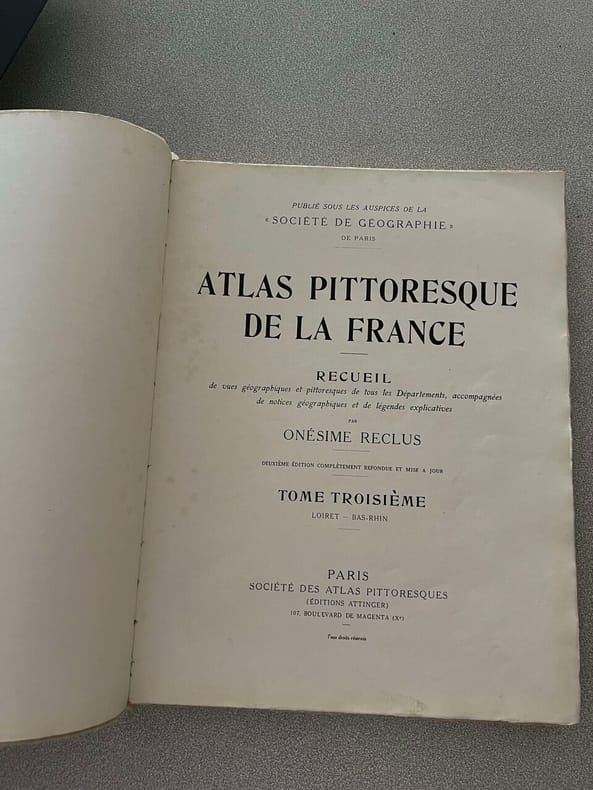 PUBLIÉ SOUS LES AUSPICES DE LA
« SOCIÉTÉ DE GÉOGRAPHIE »
DE PARIS
ATLAS PITTORESQUE
DE LA FRANCE
RECUEIL
de vues géographiques et pittoresques de tous les Départements, accompagnées
de notices géographiques et de légendes explicatives
PAR
ONÉSIME RECLUS
DEUXIÈME ÉDITION COMPLÈTEMENT REFONDUE ET MISE A JOUR
TOME TROISIÈME
LOIRET — BAS-RHIN
PARIS
SOCIÉTÉ DES ATLAS PITTORESQUES
(ÉDITIONS ATTINGER)
107, BOULEVARD DE MAGENTA (Xᵉ)
Tous droits réservés